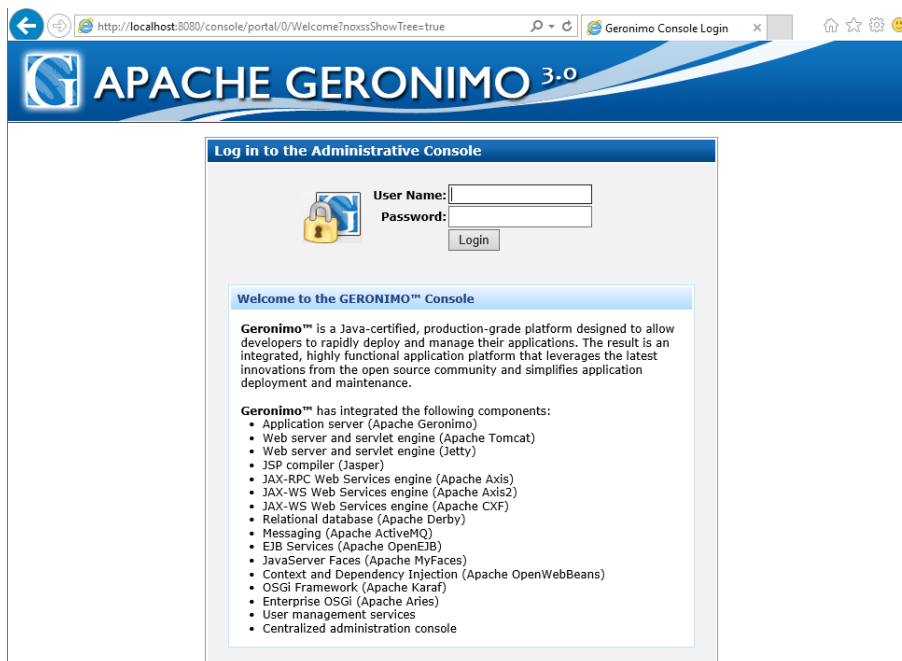 http://localhost:8080/console/portal/0/Welcome?noxssShowTree=true
Geronimo Console Login
APACHE GERONIMO 3.0
Log in to the Administrative Console
User Name:
Password:
Login
Welcome to the GERONIMO™ Console
Geronimo™ is a Java-certified, production-grade platform designed to allow
developers to rapidly deploy and manage their applications. The result is an
integrated, highly functional application platform that leverages the latest
innovations from the open source community and simplifies application
deployment and maintenance.
Geronimo™ has integrated the following components:
• Application server (Apache Geronimo)
• Web server and servlet engine (Apache Tomcat)
• Web server and servlet engine (Jetty)
• JSP compiler (Jasper)
• JAX-RPC Web Services engine (Apache Axis)
• JAX-WS Web Services engine (Apache Axis2)
• JAX-WS Web Services engine (Apache CXF)
• Relational database (Apache Derby)
• Messaging (Apache ActiveMQ)
• EJB Services (Apache OpenEJB)
• JavaServer Faces (Apache MyFaces)
• Context and Dependency Injection (Apache OpenWebBeans)
• OSGi Framework (Apache Karaf)
• Enterprise OSGi (Apache Aries)
• User management services
• Centralized administration console